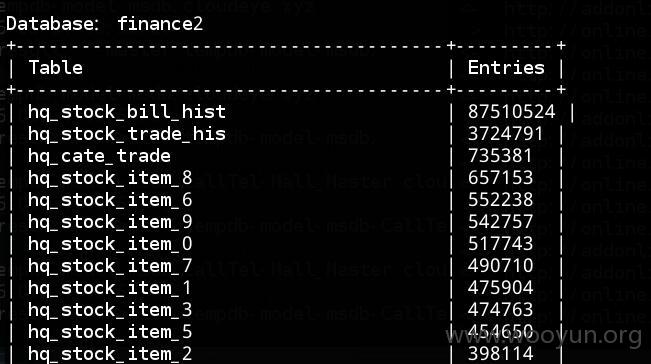 Database: finance2
+----------------------------------------+---------+
| Table | Entries |
+----------------------------------------+---------+
| hq_stock_bill_hist | 87510524 |
| hq_stock_trade_his | 3724791 |
| hq_cate_trade | 735381 |
| hq_stock_item_8 | 657153 |
| hq_stock_item_6 | 552238 |
| hq_stock_item_9 | 542757 |
| hq_stock_item_0 | 517743 |
| hq_stock_item_7 | 490710 |
| hq_stock_item_1 | 475904 |
| hq_stock_item_3 | 474763 |
| hq_stock_item_5 | 454650 |
| hq_stock_item_2 | 398114 |
www.wooyun.org